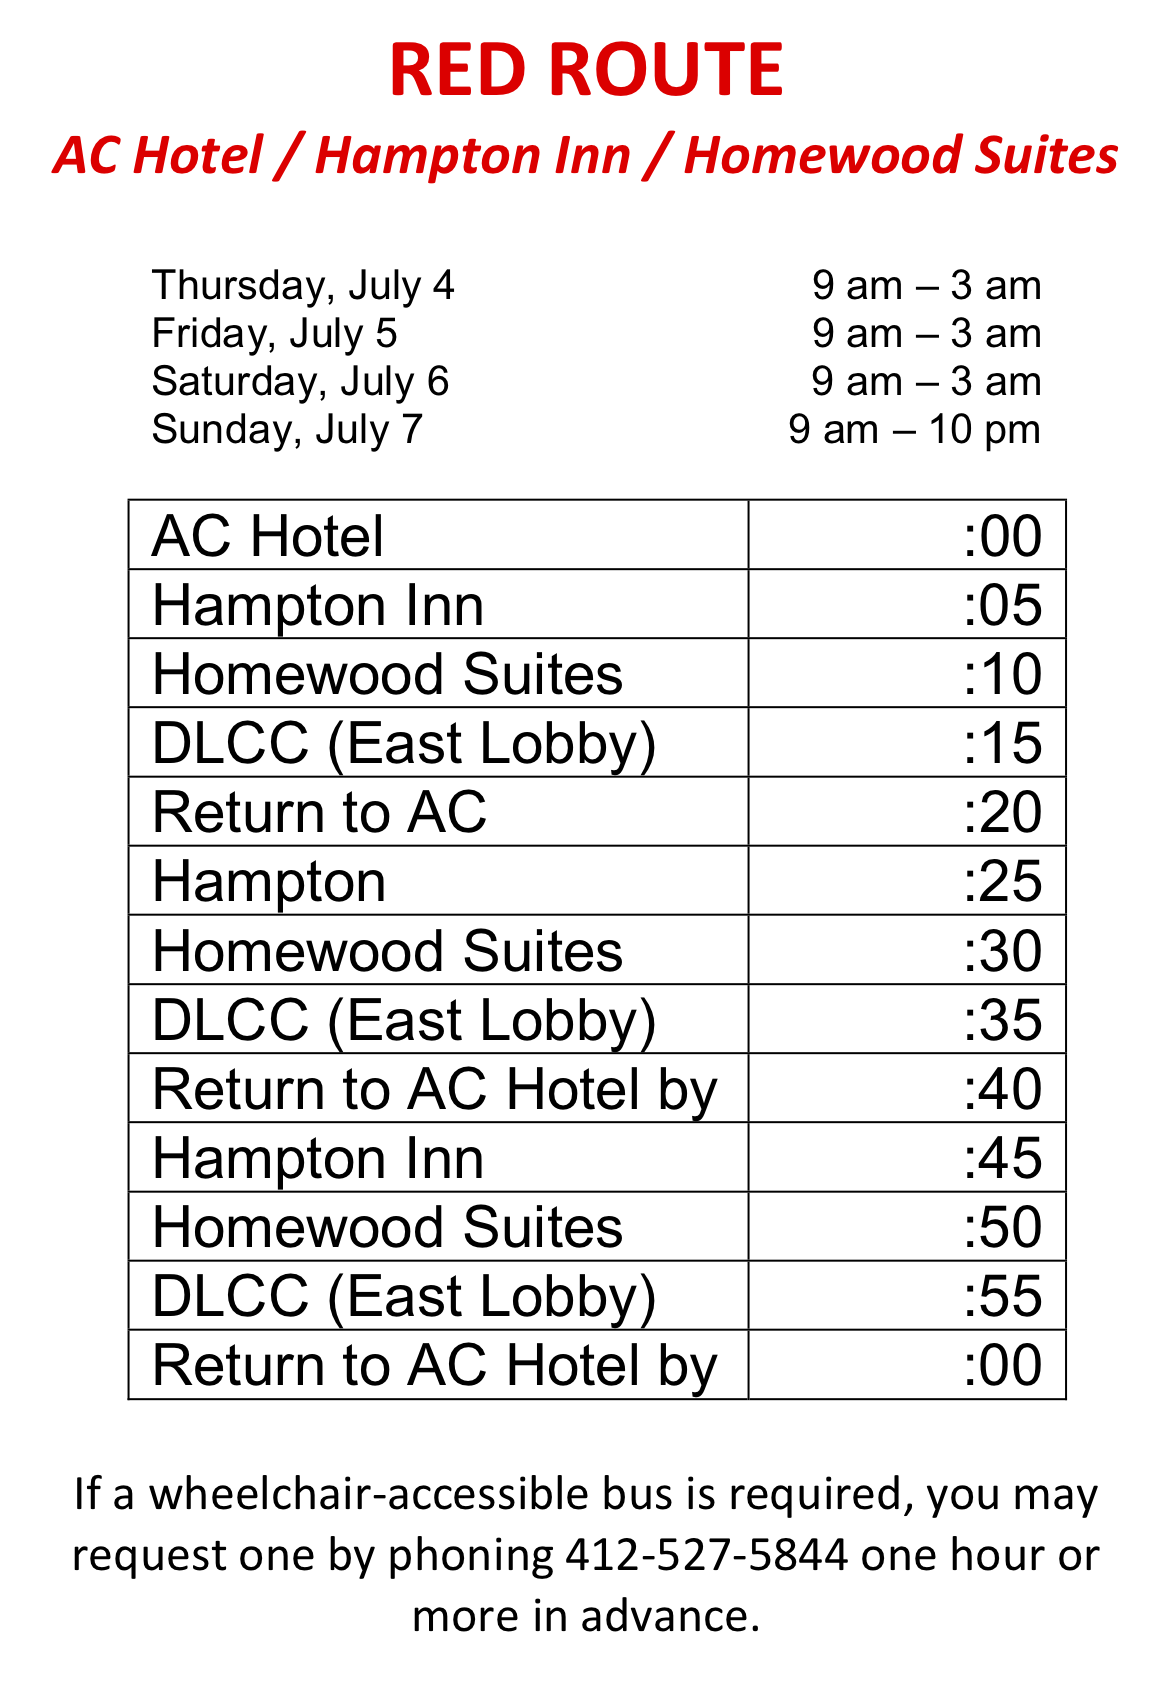 RED ROUTE
AC Hotel / Hampton Inn / Homewood Suites
Thursday, July 4 9 am – 3 am
Friday, July 5 9 am – 3 am
Saturday, July 6 9 am – 3 am
Sunday, July 7 9 am – 10 pm
AC Hotel :00
Hampton Inn :05
Homewood Suites :10
DLCC (East Lobby) :15
Return to AC :20
Hampton :25
Homewood Suites :30
DLCC (East Lobby) :35
Return to AC Hotel by :40
Hampton Inn :45
Homewood Suites :50
DLCC (East Lobby) :55
Return to AC Hotel by :00
If a wheelchair-accessible bus is required, you may
request one by phoning 412-527-5844 one hour or
more in advance.